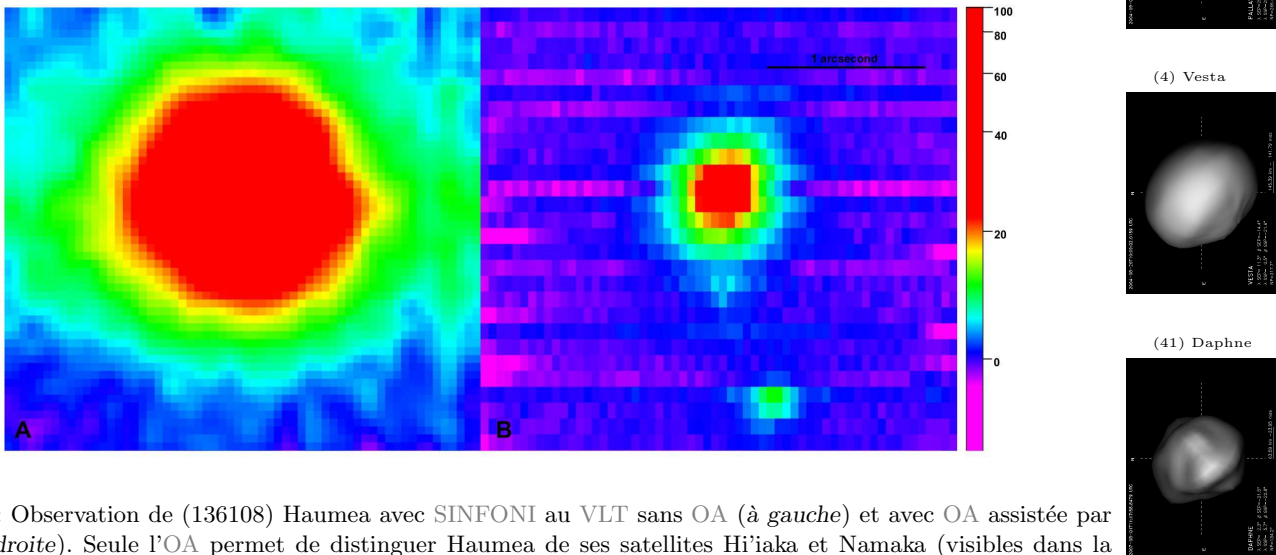 100
80
60
40
20
0
1 arcsecond
A
B
: Observation de (136108) Haumea avec SINFONI au VLT sans OA (à gauche) et avec OA assistée par
droite). Seule l'OA permet de distinguer Haumea de ses satellites Hi'iaka et Namaka (visibles dans la
(4) Vesta
VESTA
(41) Daphne
DAPHNE